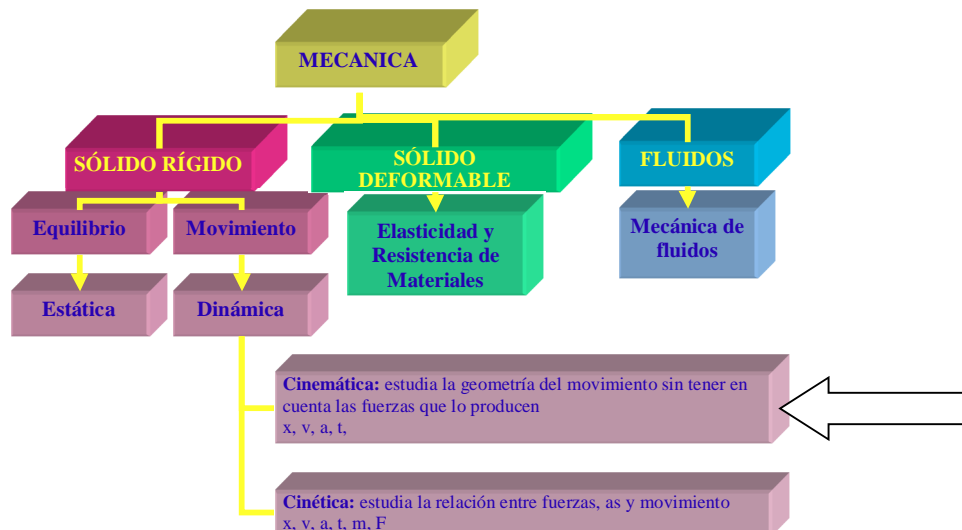 MECANICA
SÓLIDO RÍGIDO
SÓLIDO
DEFORMABLE
FLUIDOS
Equilibrio
Movimiento
Elasticidad y
Resistencia de
Materiales
Mecánica de
fluidos
Estática
Dinámica
Cinemática: estudia la geometría del movimiento sin tener en
cuenta las fuerzas que lo producen
x, v, a, t,
Cinética: estudia la relación entre fuerzas, as y movimiento
x, v, a, t, m, F